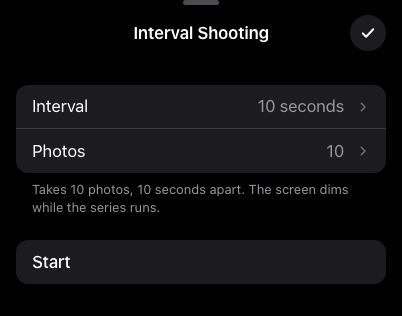 Interval Shooting
Interval 10 seconds
Photos 10
Takes 10 photos, 10 seconds apart. The screen dims
while the series runs.
Start